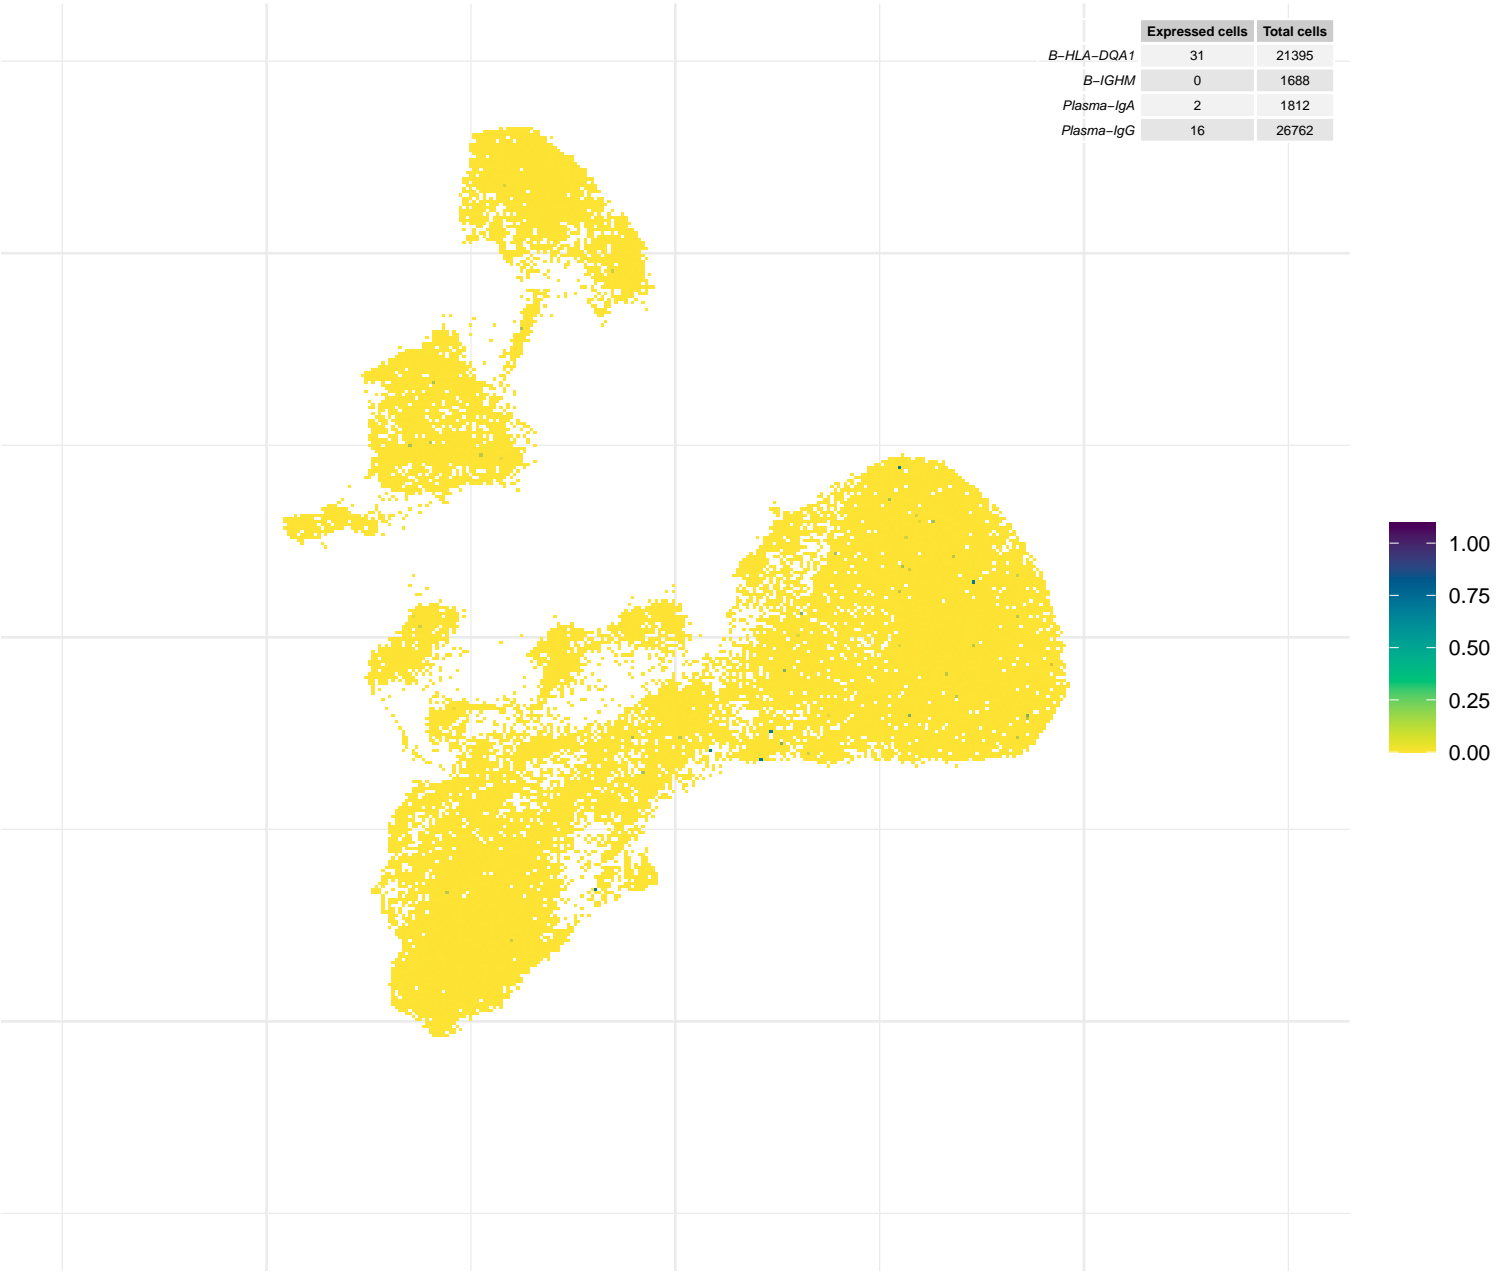 Expressed cells Total cells
B−HLA−DQA1 31 21395
B−IGHM 0 1688
Plasma−IgA 2 1812
Plasma−IgG 16 26762
1.00
0.75
0.50
0.25
0.00